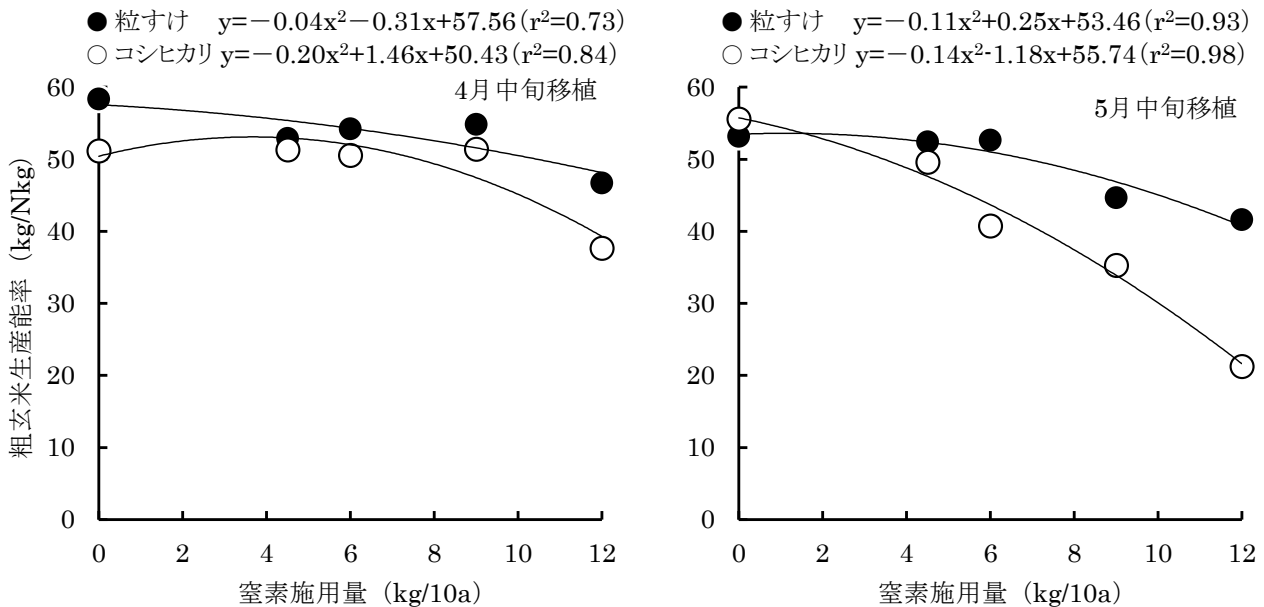 ● 粒すけ y=－0.04x²－0.31x+57.56(r²=0.73)
○ コシヒカリ y=－0.20x²+1.46x+50.43(r²=0.84)
4月中旬移植
粗玄米生産能率 (kg/Nkg)
60
50
40
30
20
10
0
0 2 4 6 8 10 12
窒素施用量 (kg/10a)
● 粒すけ y=－0.11x²+0.25x+53.46(r²=0.93)
○ コシヒカリ y=－0.14x²-1.18x+55.74(r²=0.98)
5月中旬移植
60
50
40
30
20
10
0
0 2 4 6 8 10 12
窒素施用量 (kg/10a)